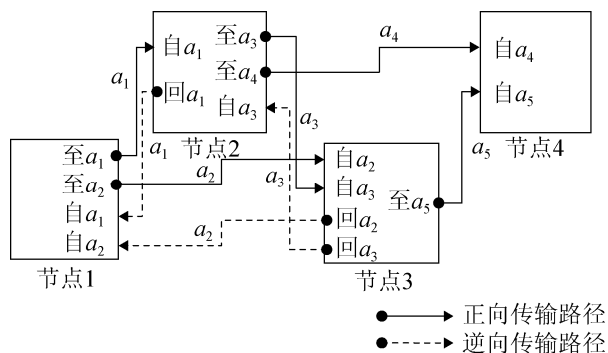 自a₁
回a₁
至a₃
至a₄
自a₃
节点2
a₁
a₁
a₃
a₃
a₄
自a₄
自a₅
节点4
至a₁
至a₂
自a₁
自a₂
节点1
a₂
a₂
自a₂
自a₃
回a₂
回a₃
至a₅
节点3
a₅
正向传输路径
逆向传输路径